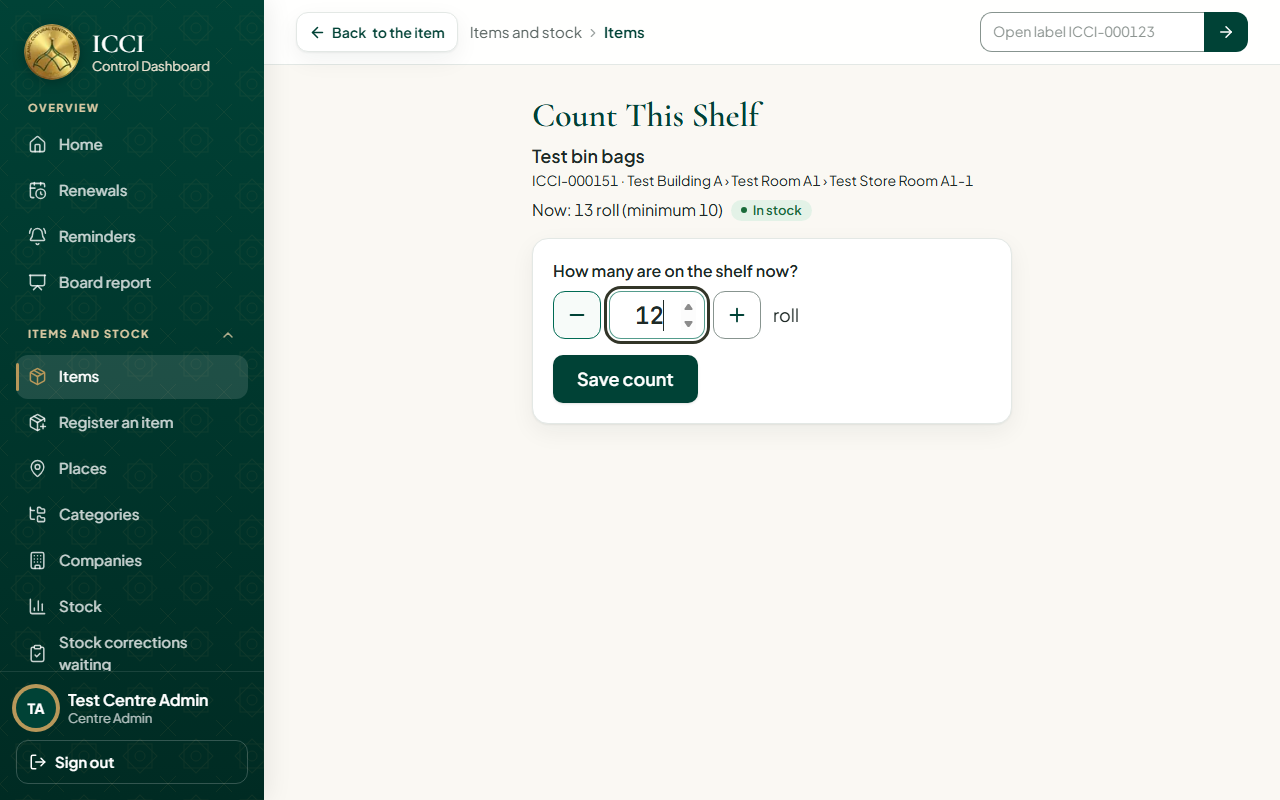 ICCI
Control Dashboard
OVERVIEW
Home
Renewals
Reminders
Board report
ITEMS AND STOCK
Items
Register an item
Places
Categories
Companies
Stock
Stock corrections
waiting
TA
Test Centre Admin
Centre Admin
Sign out
Back to the item
Items and stock › Items
Open label ICCI-000123
Count This Shelf
Test bin bags
ICCI-000151 · Test Building A › Test Room A1 › Test Store Room A1-1
Now: 13 roll (minimum 10) In stock
How many are on the shelf now?
− 12 + roll
Save count